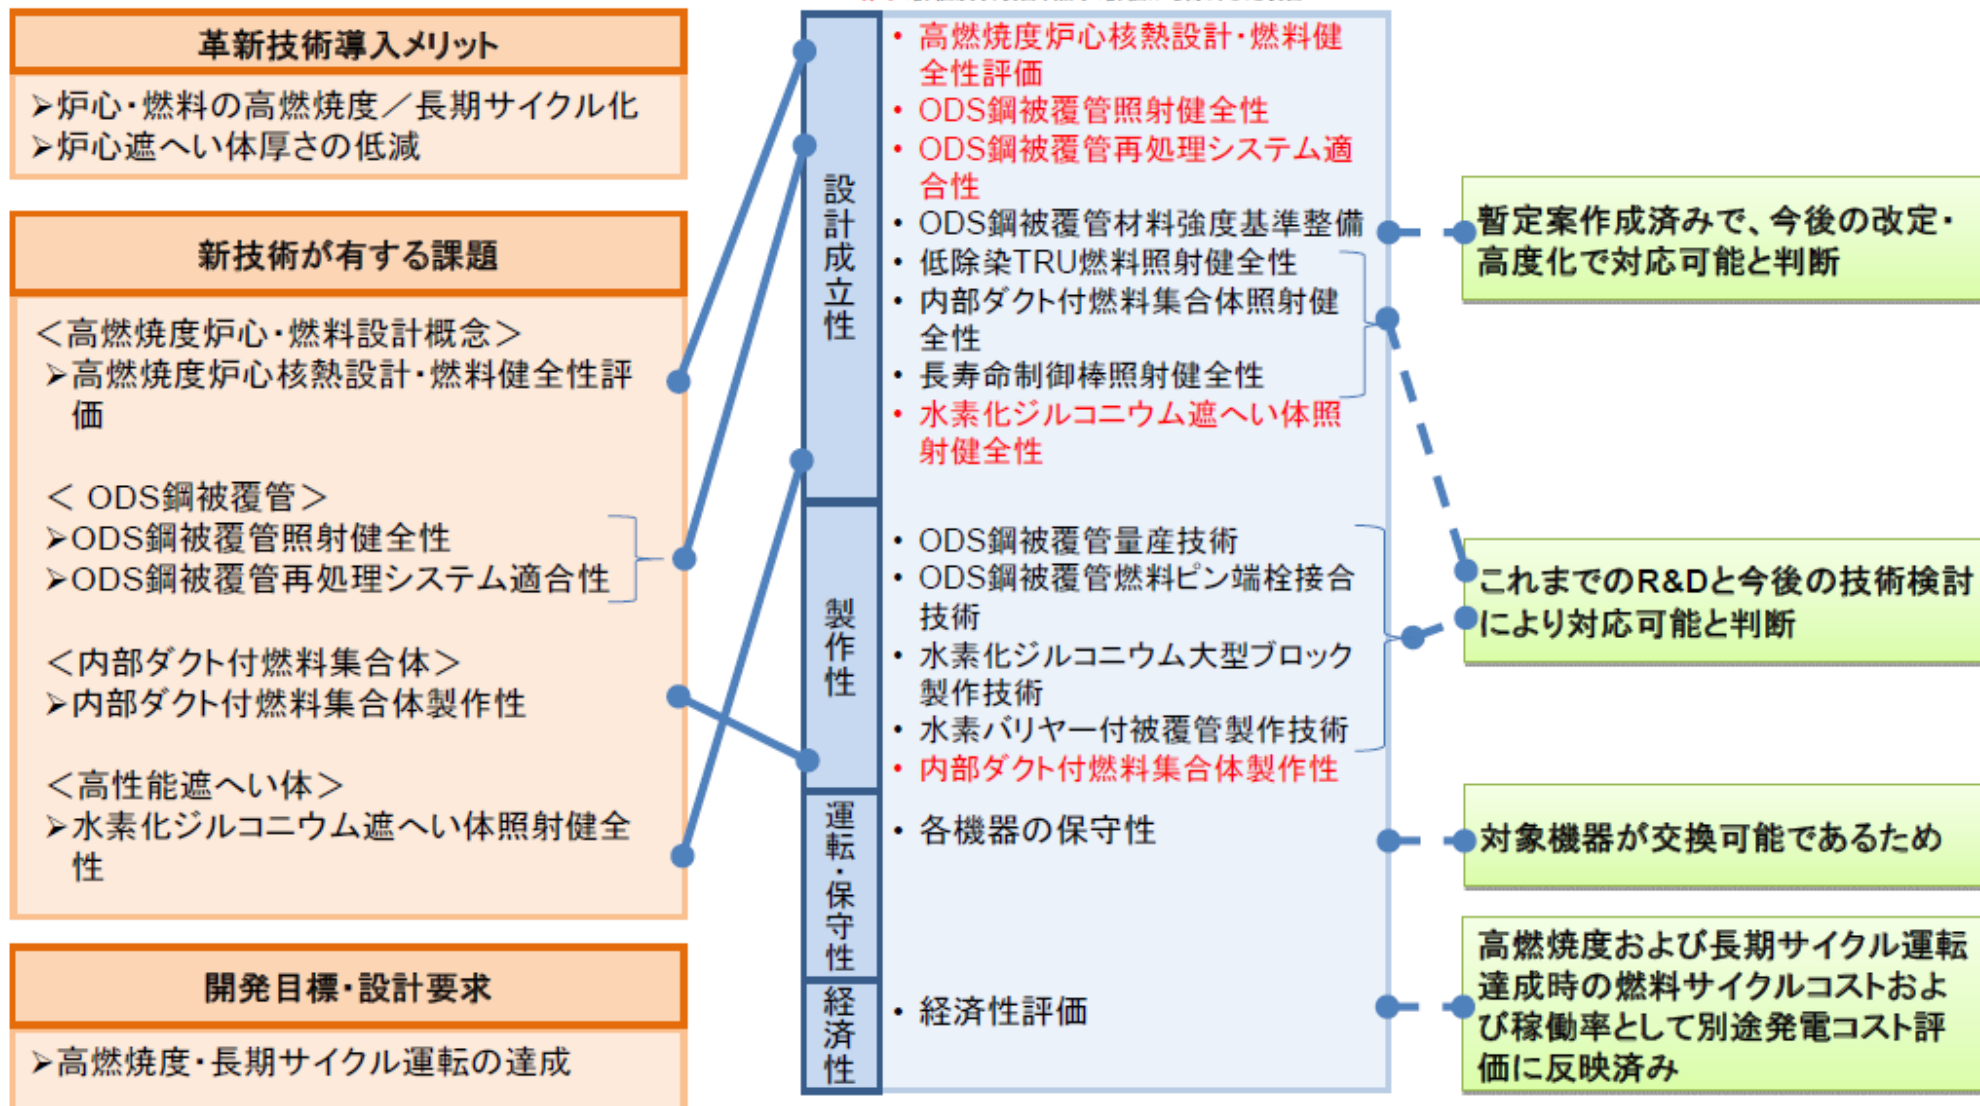 革新技術導入メリット
➢炉心・燃料の高燃焼度／長期サイクル化
➢炉心遮へい体厚さの低減
新技術が有する課題
＜高燃焼度炉心・燃料設計概念＞
➢高燃焼度炉心核熱設計・燃料健全性評
価
＜ ODS鋼被覆管＞
➢ODS鋼被覆管照射健全性
➢ODS鋼被覆管再処理システム適合性
＜内部ダクト付燃料集合体＞
➢内部ダクト付燃料集合体製作性
＜高性能遮へい体＞
➢水素化ジルコニウム遮へい体照射健全
性
開発目標・設計要求
➢高燃焼度・長期サイクル運転の達成
設計成立性
• 高燃焼度炉心核熱設計・燃料健
全性評価
• ODS鋼被覆管照射健全性
• ODS鋼被覆管再処理システム適
合性
• ODS鋼被覆管材料強度基準整備
• 低除染TRU燃料照射健全性
• 内部ダクト付燃料集合体照射健
全性
• 長寿命制御棒照射健全性
• 水素化ジルコニウム遮へい体照
射健全性
製作性
• ODS鋼被覆管量産技術
• ODS鋼被覆管燃料ピン端栓接合
技術
• 水素化ジルコニウム大型ブロック
製作技術
• 水素バリヤー付被覆管製作技術
• 内部ダクト付燃料集合体製作性
運転・保守性
• 各機器の保守性
経済性
• 経済性評価
暫定案作成済みで、今後の改定・
高度化で対応可能と判断
これまでのR&Dと今後の技術検討
により対応可能と判断
対象機器が交換可能であるため
高燃焼度および長期サイクル運転
達成時の燃料サイクルコストおよ
び稼働率として別途発電コスト評
価に反映済み